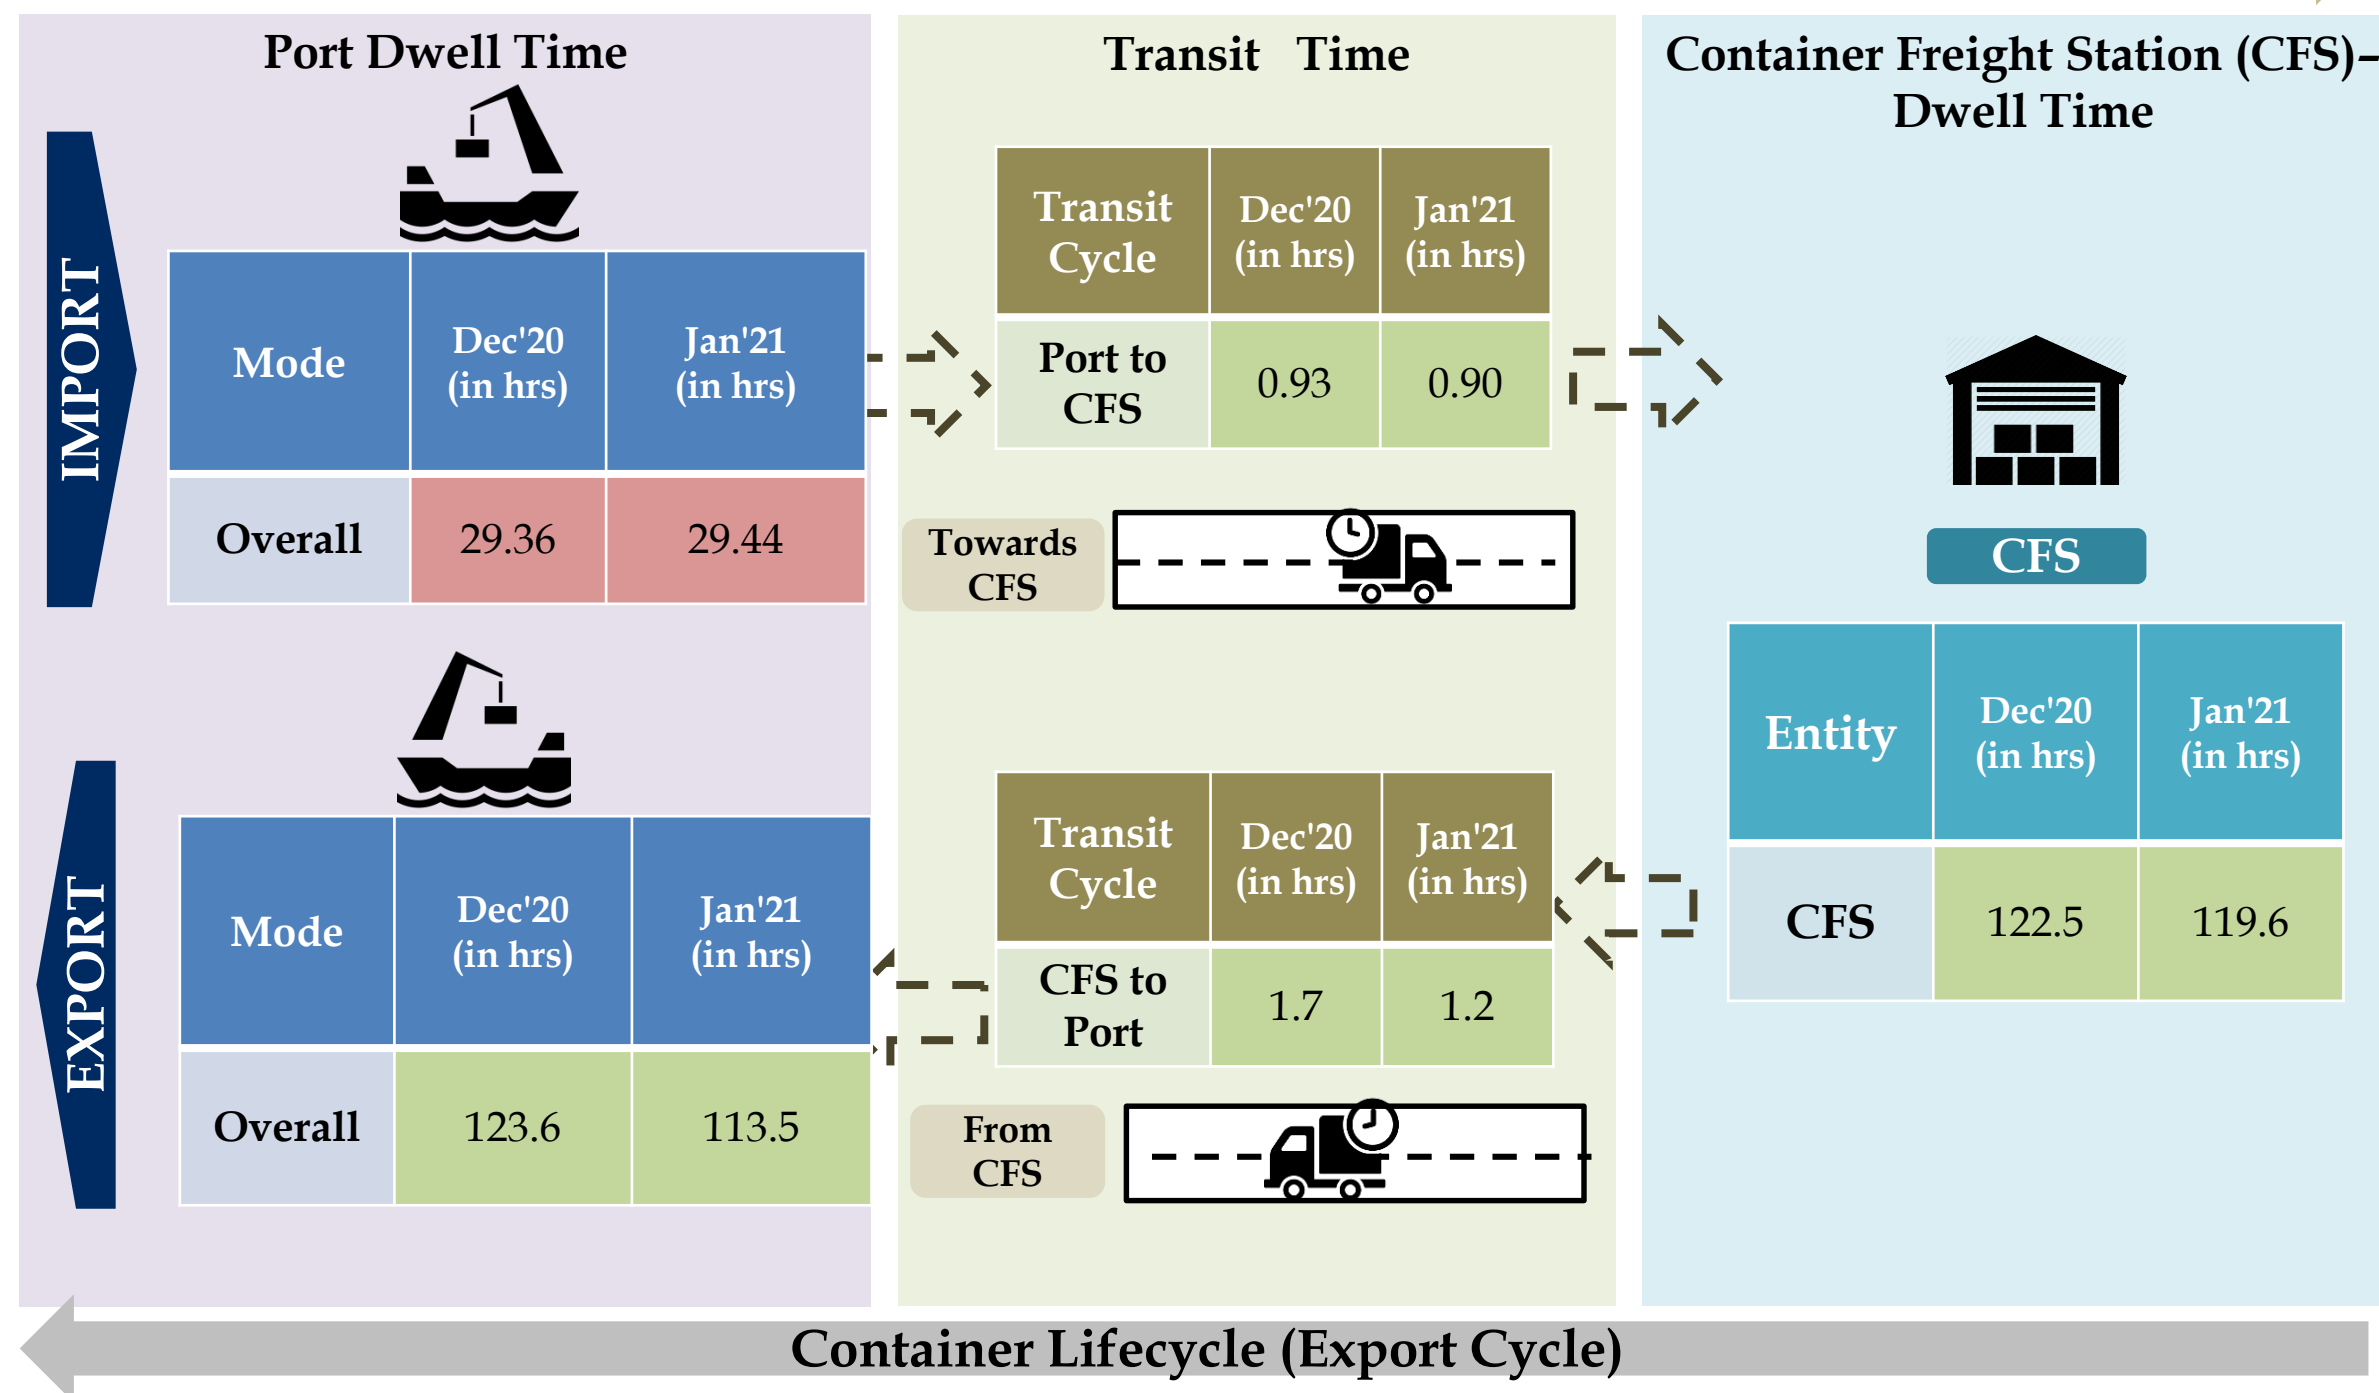 Port Dwell Time
IMPORT
Mode
Dec'20
(in hrs)
Jan'21
(in hrs)
Overall
29.36
29.44
EXPORT
Mode
Dec'20
(in hrs)
Jan'21
(in hrs)
Overall
123.6
113.5
Transit Time
Transit
Cycle
Dec'20
(in hrs)
Jan'21
(in hrs)
Port to
CFS
0.93
0.90
Towards
CFS
Transit
Cycle
Dec'20
(in hrs)
Jan'21
(in hrs)
CFS to
Port
1.7
1.2
From
CFS
Container Freight Station (CFS)–
Dwell Time
CFS
Entity
Dec'20
(in hrs)
Jan'21
(in hrs)
CFS
122.5
119.6
Container Lifecycle (Export Cycle)